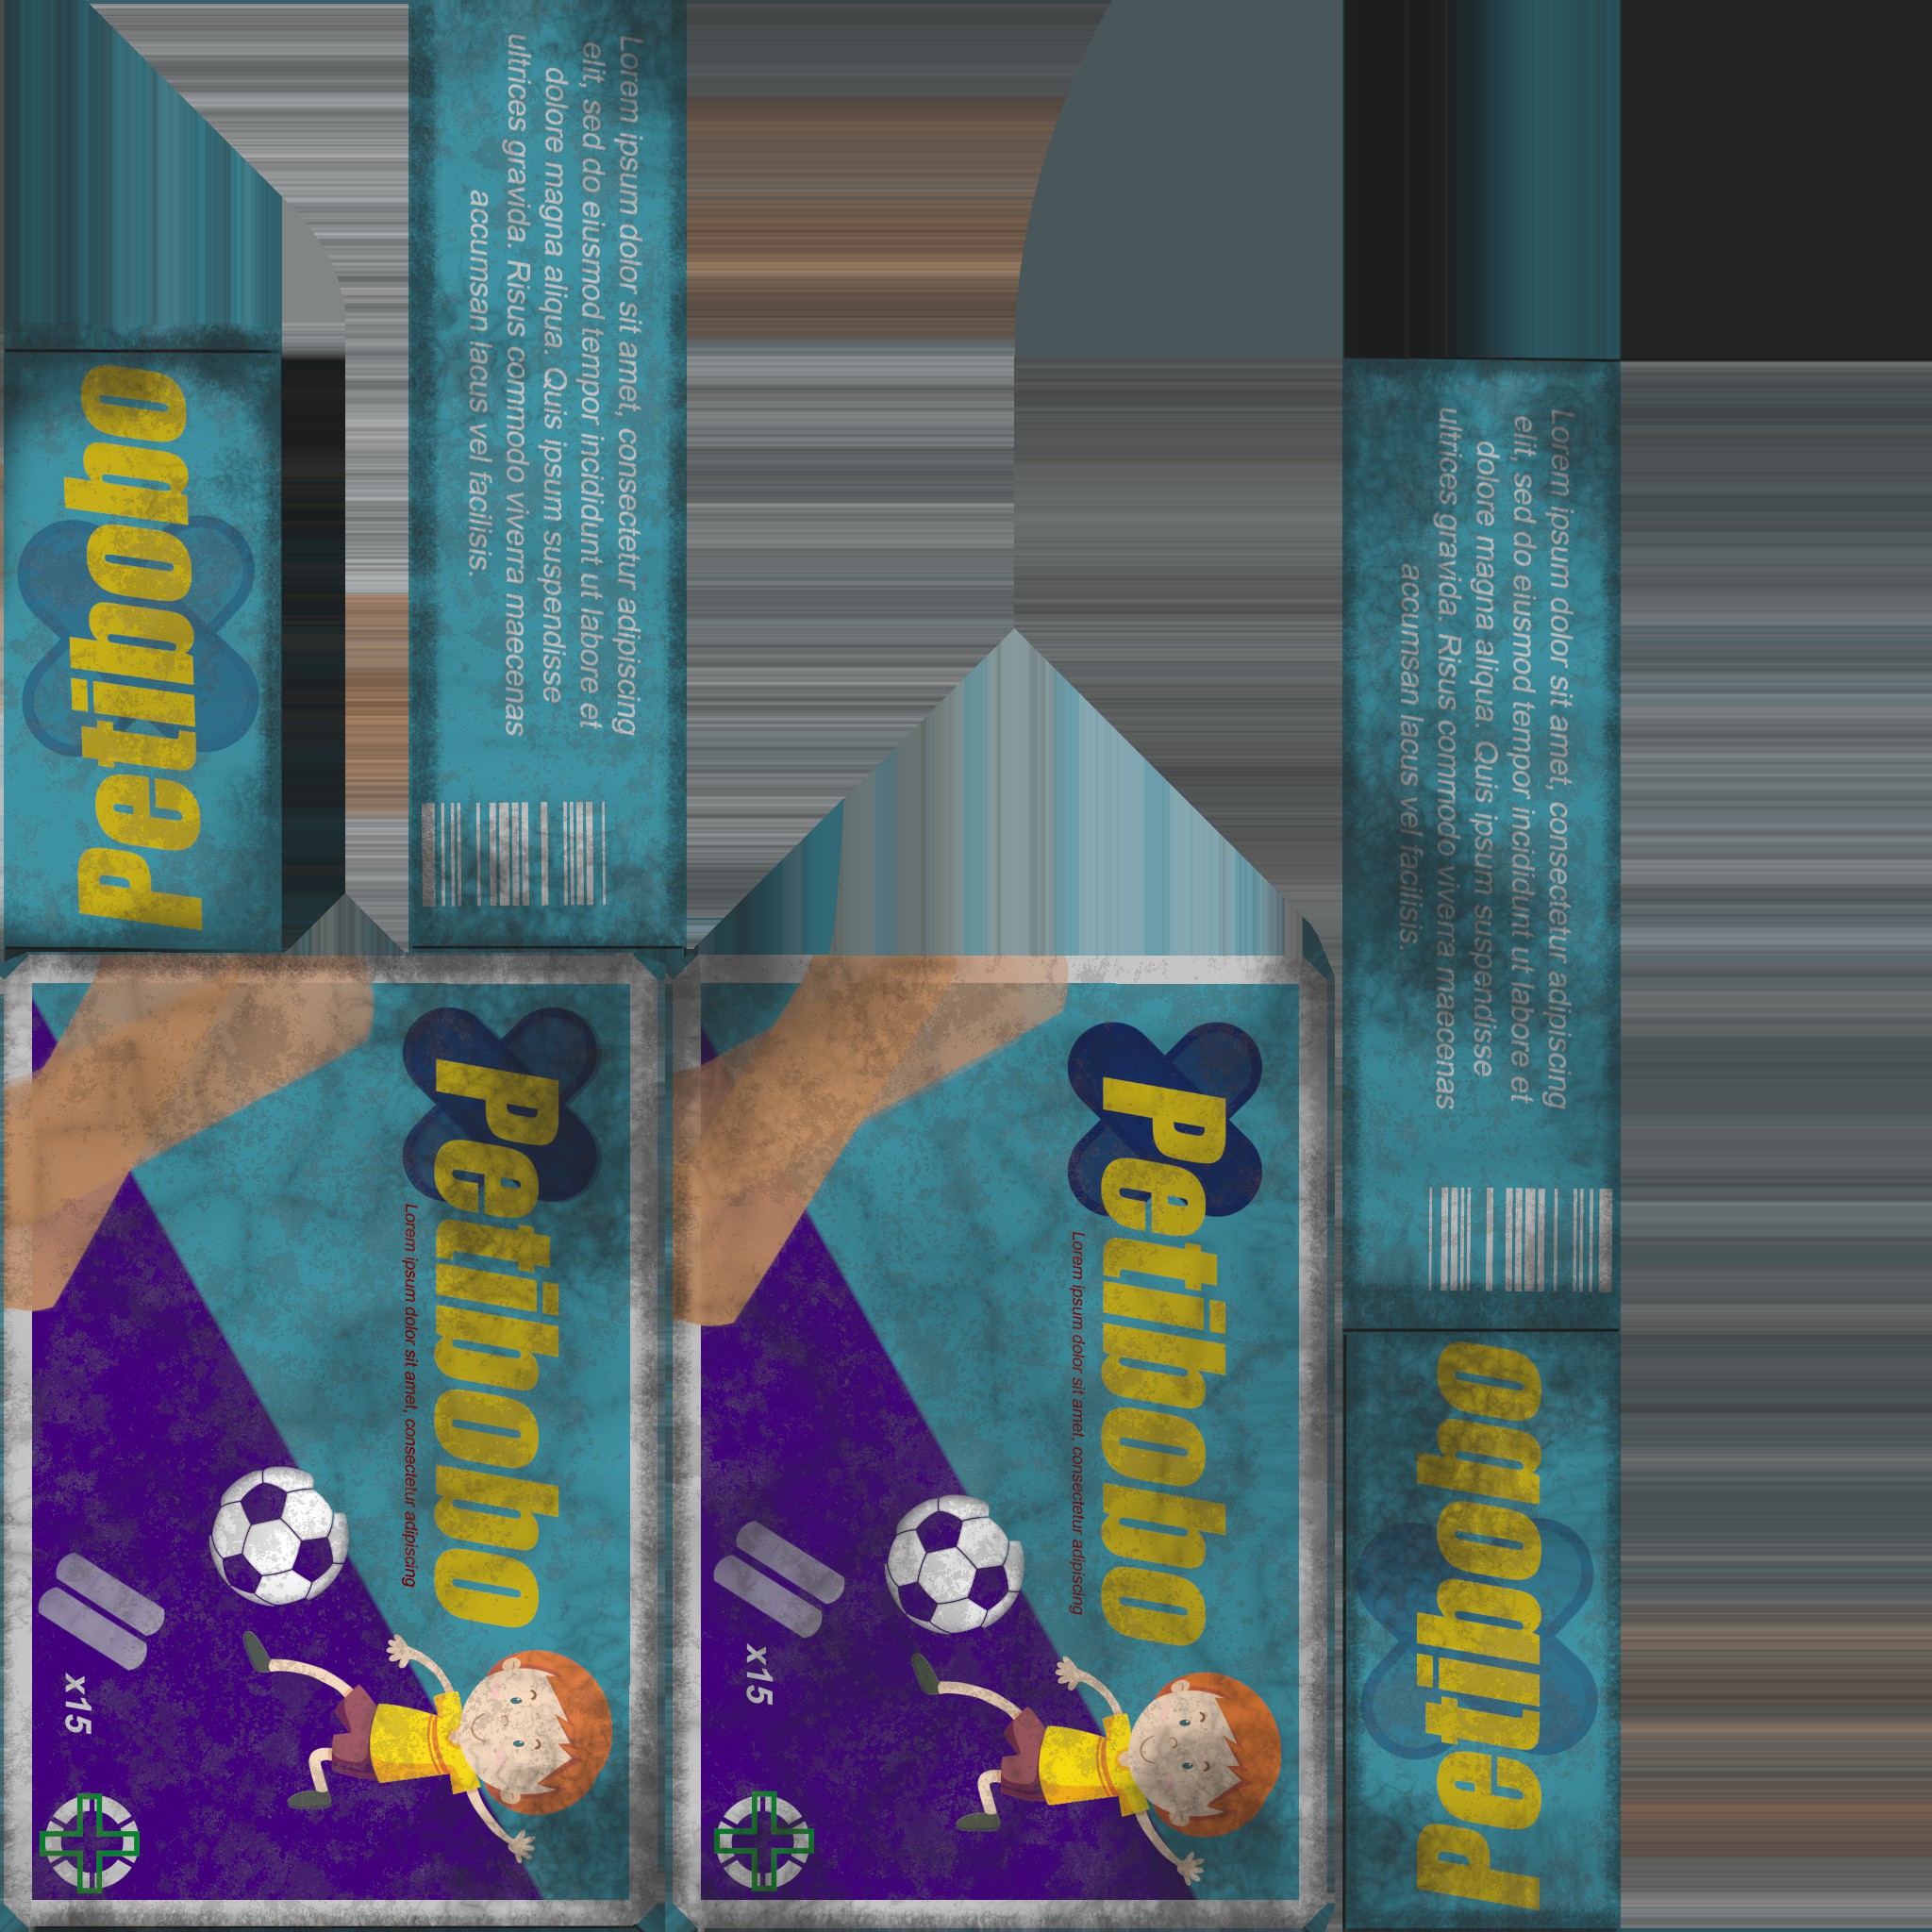 Petibobo
Lorem ipsum dolor sit amet, consectetur adipiscing
elit, sed do eiusmod tempor incididunt ut labore et
dolore magna aliqua. Quis ipsum suspendisse
ultrices gravida. Risus commodo viverra maecenas
accumsan lacus vel facilisis.
Lorem ipsum dolor sit amet, consectetur adipiscing
elit, sed do eiusmod tempor incididunt ut labore et
dolore magna aliqua. Quis ipsum suspendisse
ultrices gravida. Risus commodo viverra maecenas
accumsan lacus vel facilisis.
Petibobo
Lorem ipsum dolor sit amet, consectetur adipiscing
x15
Petibobo
Lorem ipsum dolor sit amet, consectetur adipiscing
x15
Petibobo